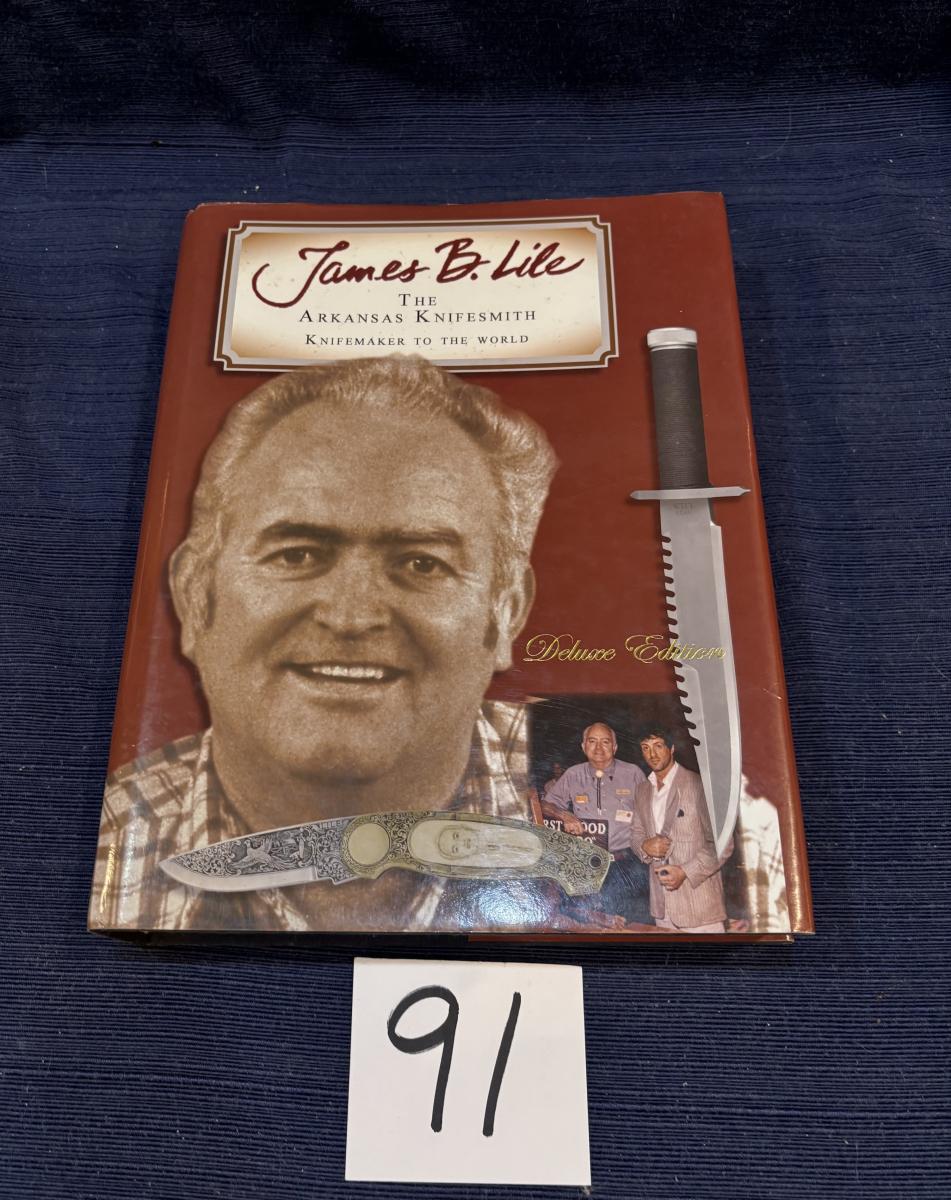 James B. Lile
The
Arkansas Knifesmith
Knifemaker to the world
Deluxe Edition
91